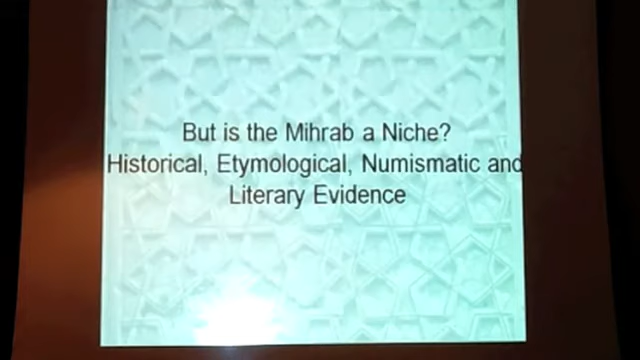 But is the Mihrab a Niche?
Historical, Etymological, Numismatic and
Literary Evidence